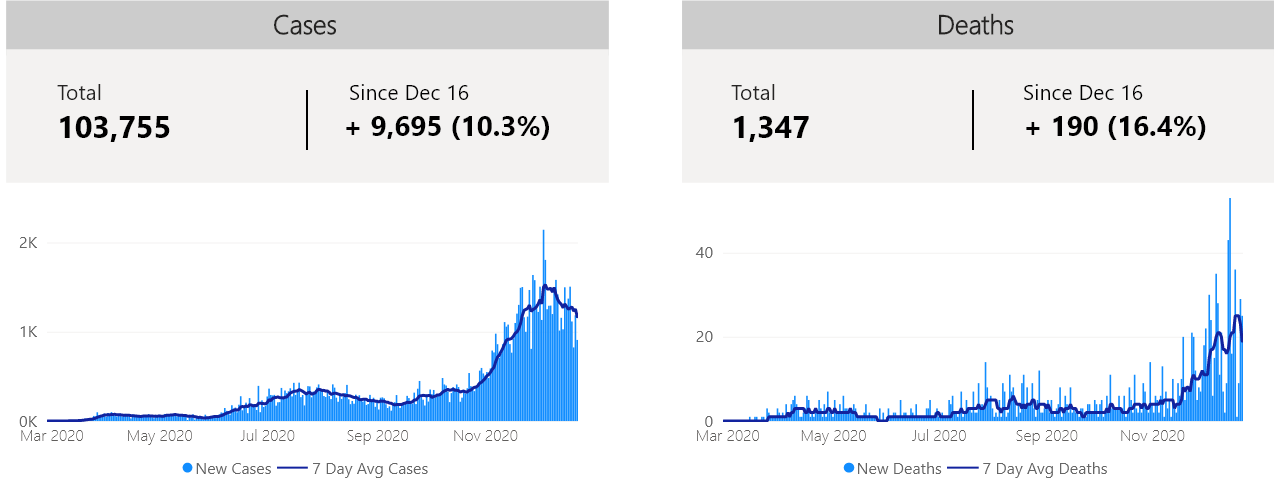 Cases
Total
Since Dec 16
103,755
+ 9,695 (10.3%)
2K
1K
0K
Mar 2020 May 2020 Jul 2020 Sep 2020 Nov 2020
New Cases 7 Day Avg Cases
Deaths
Total
Since Dec 16
1,347
+ 190 (16.4%)
40
20
0
Mar 2020 May 2020 Jul 2020 Sep 2020 Nov 2020
New Deaths 7 Day Avg Deaths